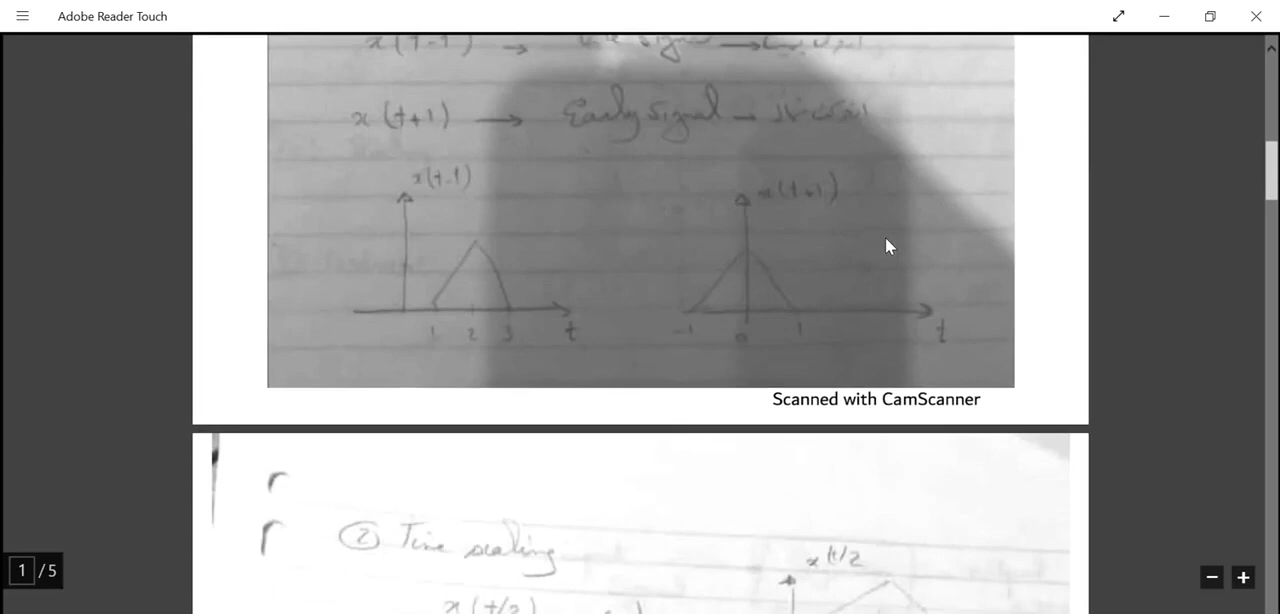 Adobe Reader Touch
x(t-1) →
x(t+1) → Early signal →
x(t-1)
x(t+1)
1 2 3 t
-1 0 1 t
Scanned with CamScanner
② Time scaling
x(t/2
x(t/2)
1 / 5